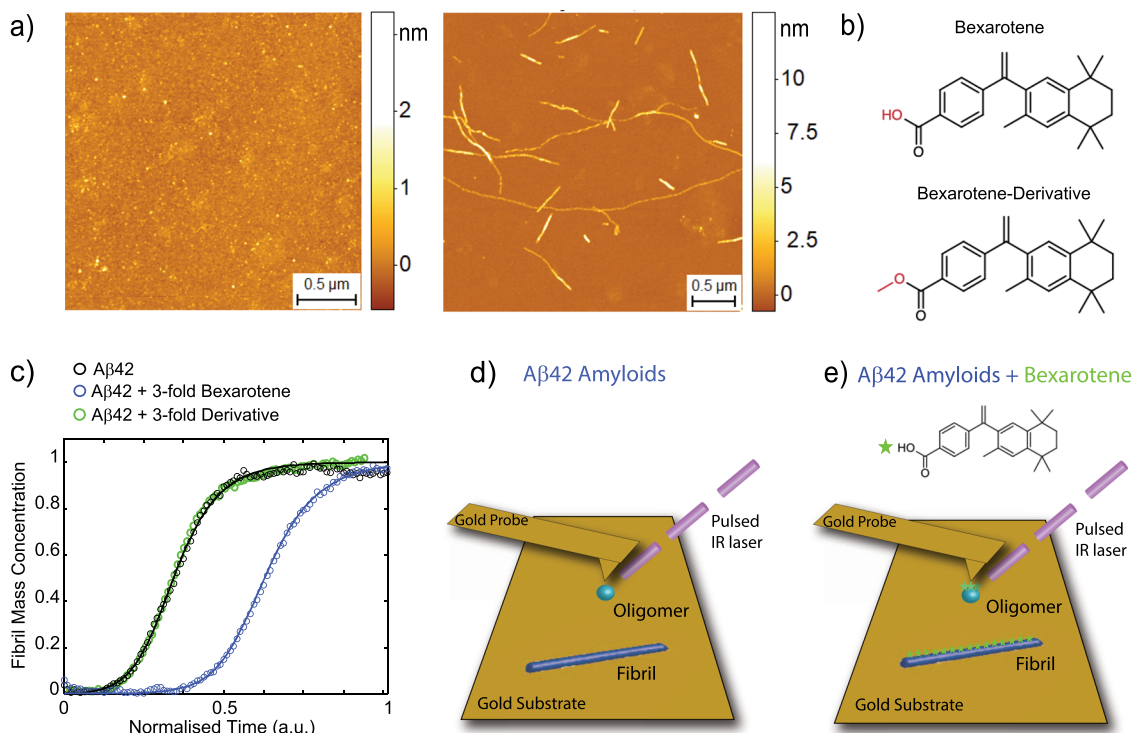 a)
nm
2
1
0
0.5 µm
nm
10
7.5
5
2.5
0
0.5 µm
b)
Bexarotene
HO
O
Bexarotene-Derivative
O
O
c)
Aβ42
Aβ42 + 3-fold Bexarotene
Aβ42 + 3-fold Derivative
Fibril Mass Concentration
1
0.8
0.6
0.4
0.2
0
0
0.5
1
Normalised Time (a.u.)
d)
Aβ42 Amyloids
Gold Probe
Pulsed
IR laser
Oligomer
Fibril
Gold Substrate
e)
Aβ42 Amyloids + Bexarotene
HO
O
Gold Probe
Pulsed
IR laser
Oligomer
Fibril
Gold Substrate